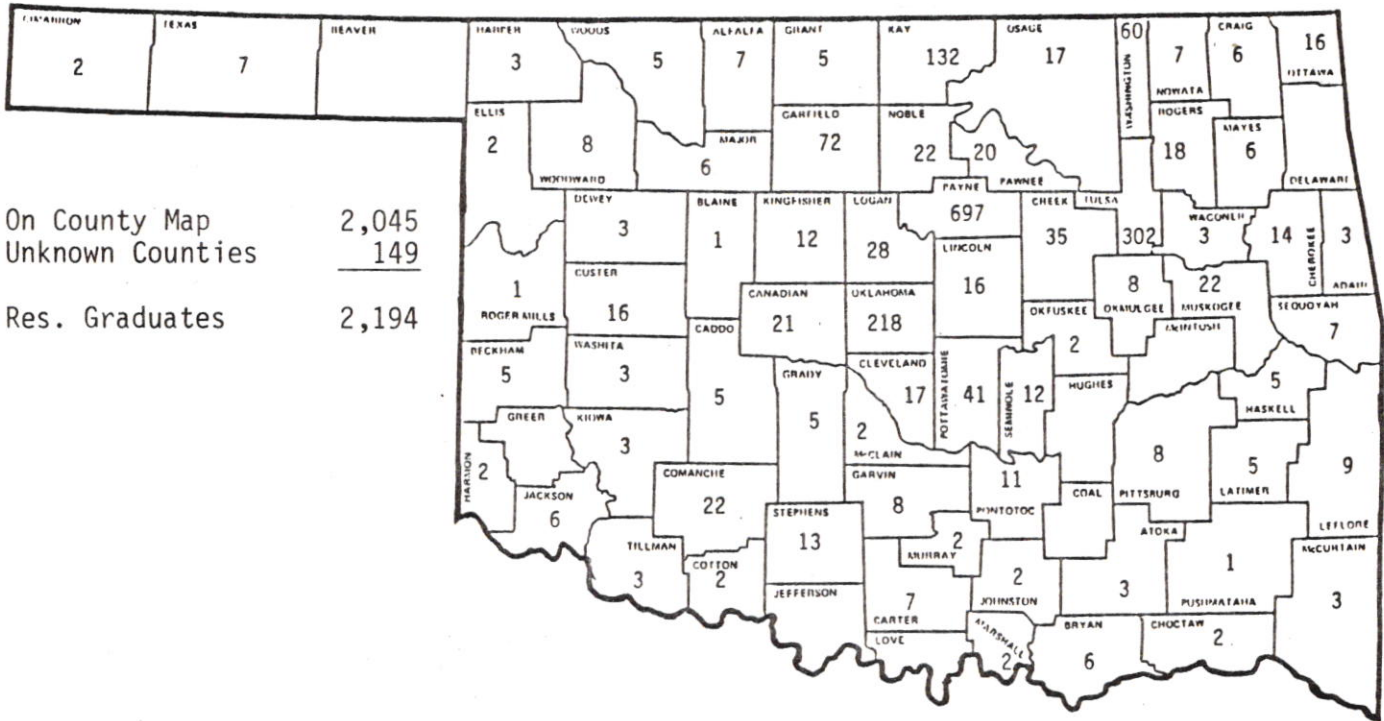 CIMARRON
2
TEXAS
7
BEAVER
HARPER
3
WOODS
5
ALFALFA
7
GRANT
5
KAY
132
OSAGE
17
60
WASHINGTON
7
NOWATA
CRAIG
6
16
OTTAWA
ELLIS
2
8
WOODWARD
6
MAJOR
GARFIELD
72
NOBLE
22
20
PAWNEE
ROGERS
18
MAYES
6
DELAWARE
On County Map 2,045
Unknown Counties 149
Res. Graduates 2,194
DEWEY
3
BLAINE
1
KINGFISHER
12
LOGAN
28
PAYNE
697
CREEK
35
TULSA
302
WAGONER
3
14
CHEROKEE
3
ADAIR
1
ROGER MILLS
CUSTER
16
CANADIAN
21
OKLAHOMA
218
LINCOLN
16
OKFUSKEE
2
8
OKMULGEE
22
MUSKOGEE
McINTOSH
SEQUOYAH
7
BECKHAM
5
WASHITA
3
CADDO
5
GRADY
5
CLEVELAND
17
2
McCLAIN
POTTAWATOMIE
41
SEMINOLE
12
HUGHES
5
HASKELL
HARMON
2
GREER
KIOWA
3
JACKSON
6
COMANCHE
22
STEPHENS
13
GARVIN
8
11
PONTOTOC
COAL
8
PITTSBURG
5
LATIMER
9
LEFLORE
TILLMAN
3
COTTON
2
JEFFERSON
2
MURRAY
7
CARTER
LOVE
2
JOHNSTON
MARSHALL
2
ATOKA
3
BRYAN
6
1
PUSHMATAHA
CHOCTAW
2
McCURTAIN
3